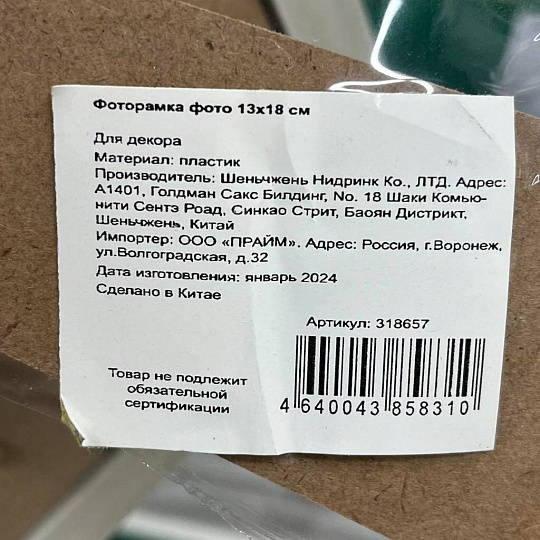 Фоторамка фото 13х18 см
Для декора
Материал: пластик
Производитель: Шеньчжень Нидринк Ко., ЛТД. Адрес:
А1401, Голдман Сакс Билдинг, No. 18 Шаки Комью-
нити Сентэ Роад, Синкао Стрит, Баоян Дистрикт,
Шеньчжень, Китай
Импортер: ООО «ПРАЙМ». Адрес: Россия, г.Воронеж,
ул.Волгоградская, д.32
Дата изготовления: январь 2024
Сделано в Китае
Артикул: 318657
Товар не подлежит
обязательной
сертификации
4 640043 858310